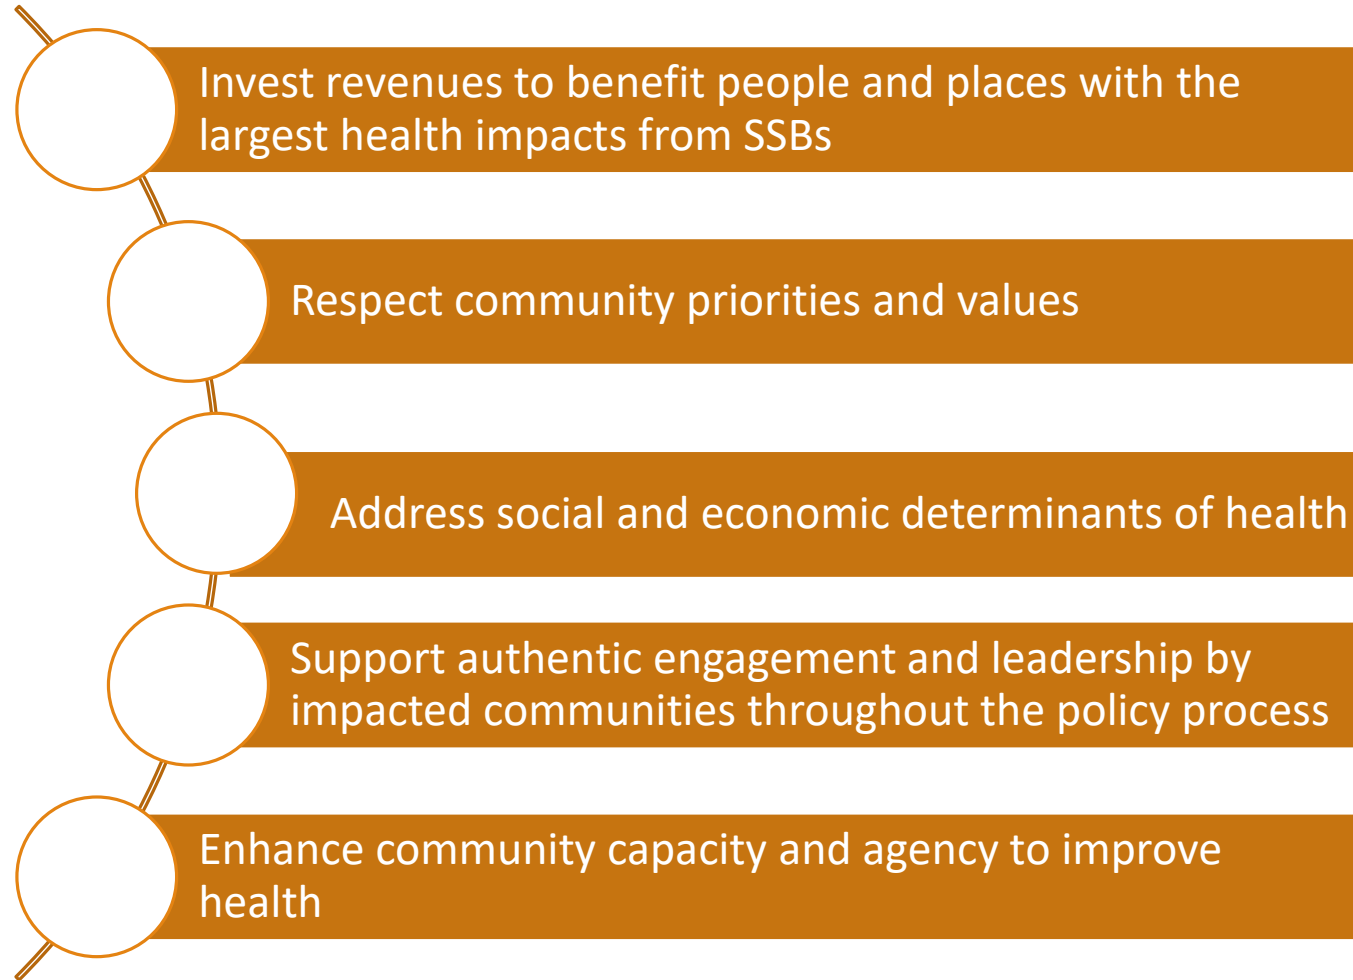 Invest revenues to benefit people and places with the
largest health impacts from SSBs
Respect community priorities and values
Address social and economic determinants of health
Support authentic engagement and leadership by
impacted communities throughout the policy process
Enhance community capacity and agency to improve
health